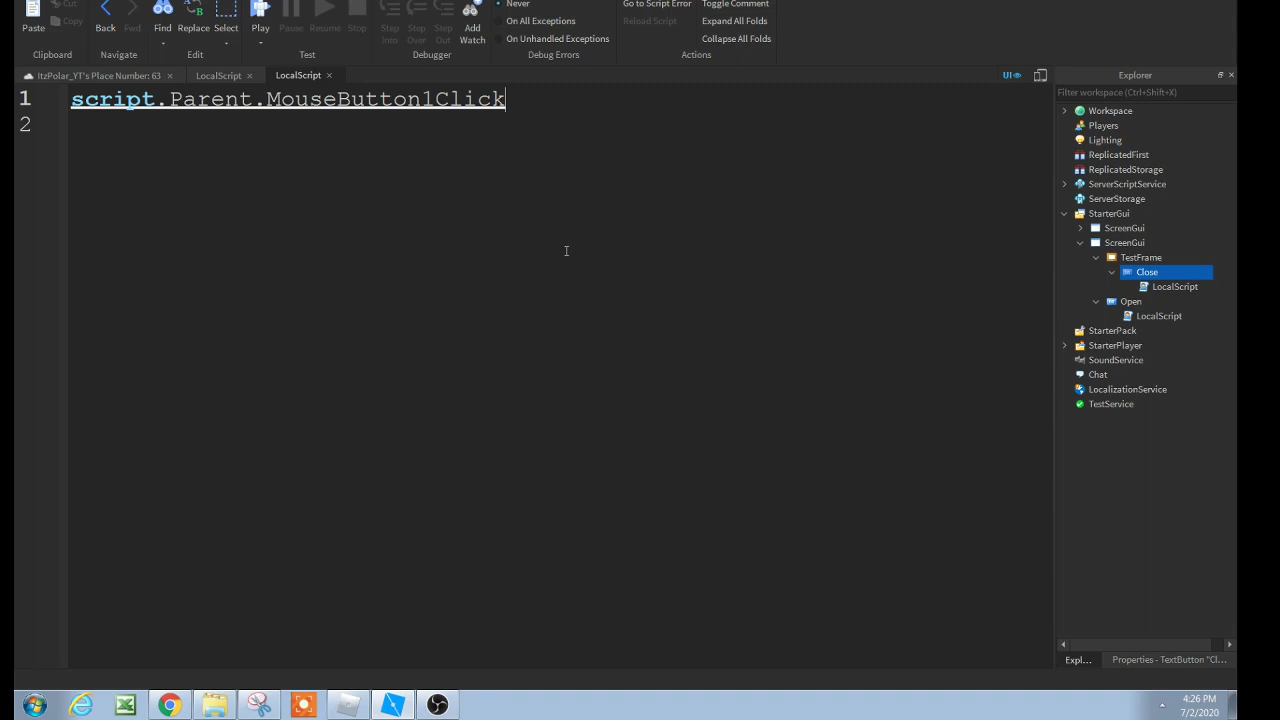 Cut
Never
Go to Script Error
Toggle Comment
Paste
Copy
Back
Fwd
Find
Replace
Select
Play
Pause
Resume
Stop
Step Into
Step Over
Step Out
Add Watch
On All Exceptions
On Unhandled Exceptions
Reload Script
Expand All Folds
Collapse All Folds
Clipboard
Navigate
Edit
Test
Debugger
Debug Errors
Actions
ItzPolar_YT's Place Number: 63
LocalScript
LocalScript
UI
Explorer
1 script.Parent.MouseButton1Click
2
Filter workspace (Ctrl+Shift+X)
Workspace
Players
Lighting
ReplicatedFirst
ReplicatedStorage
ServerScriptService
ServerStorage
StarterGui
ScreenGui
ScreenGui
TestFrame
Close
LocalScript
Open
LocalScript
StarterPack
StarterPlayer
SoundService
Chat
LocalizationService
TestService
Expl...
Properties - TextButton "Cl...
4:26 PM
7/2/2020